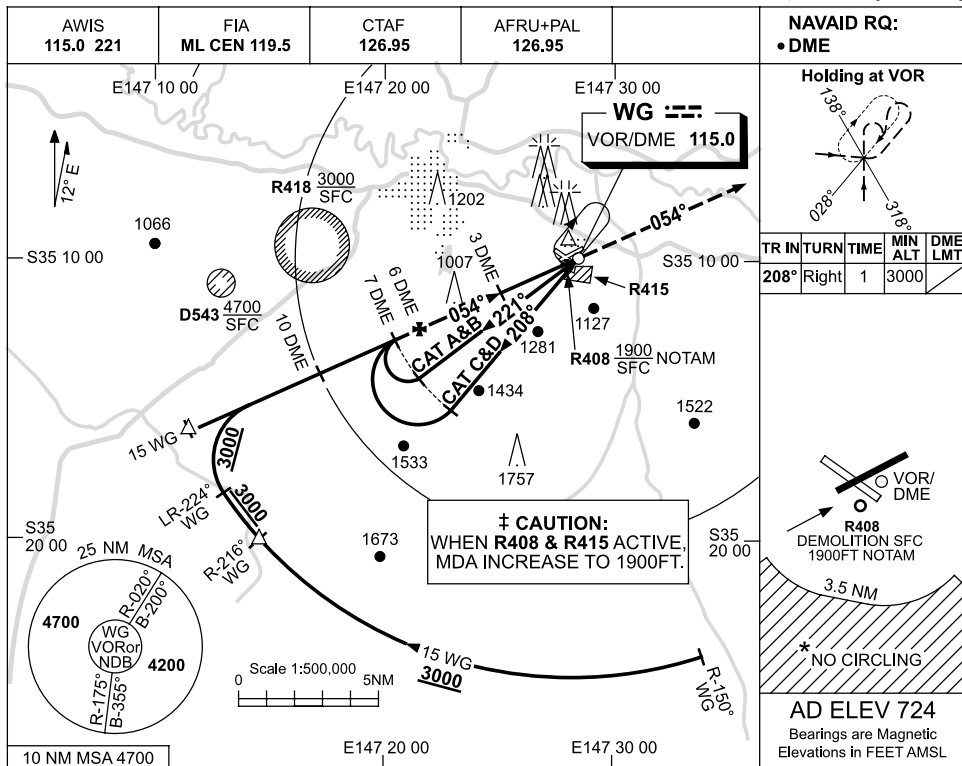 AWIS
115.0 221
FIA
ML CEN 119.5
CTAF
126.95
AFRU+PAL
126.95
NAVAID RQ:
• DME
E147 10 00
E147 20 00
E147 30 00
WG
VOR/DME 115.0
12° E
R418 3000
SFC
1202
1066
054°
S35 10 00
S35
10 00
3 DME
1007
6 DME
7 DME
054°
R415
D543 4700
SFC
CAT A&B 221°
1127
10 DME
CAT C&D 208°
1281
R408 1900 NOTAM
SFC
1434
15 WG
3000
1533
1522
1757
LR-224°
WG
3000
R-216°
WG
‡ CAUTION:
WHEN R408 & R415 ACTIVE,
MDA INCREASE TO 1900FT.
S35
20 00
S35
20 00
1673
25 NM MSA
R-020°
B-200°
4700
WG
VORor
NDB
4200
R-175°
B-355°
Scale 1:500,000
0
5NM
15 WG
3000
R-150°
WG
10 NM MSA 4700
E147 20 00
E147 30 00
Holding at VOR
138°
028°
318°
TR IN TURN TIME MIN ALT DME LMT
208° Right 1 3000
VOR/
DME
R408
DEMOLITION SFC
1900FT NOTAM
3.5 NM
* NO CIRCLING
AD ELEV 724
Bearings are Magnetic
Elevations in FEET AMSL